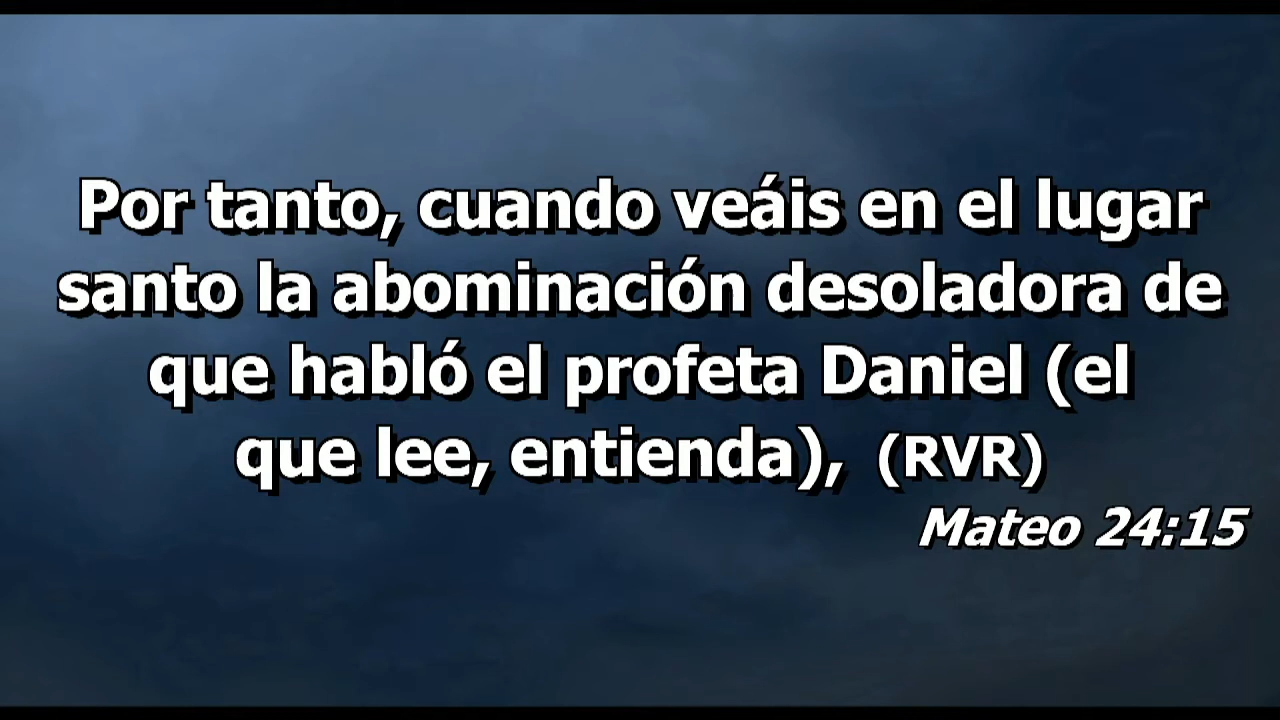 Por tanto, cuando veáis en el lugar
santo la abominación desoladora de
que habló el profeta Daniel (el
que lee, entienda), (RVR)
Mateo 24:15